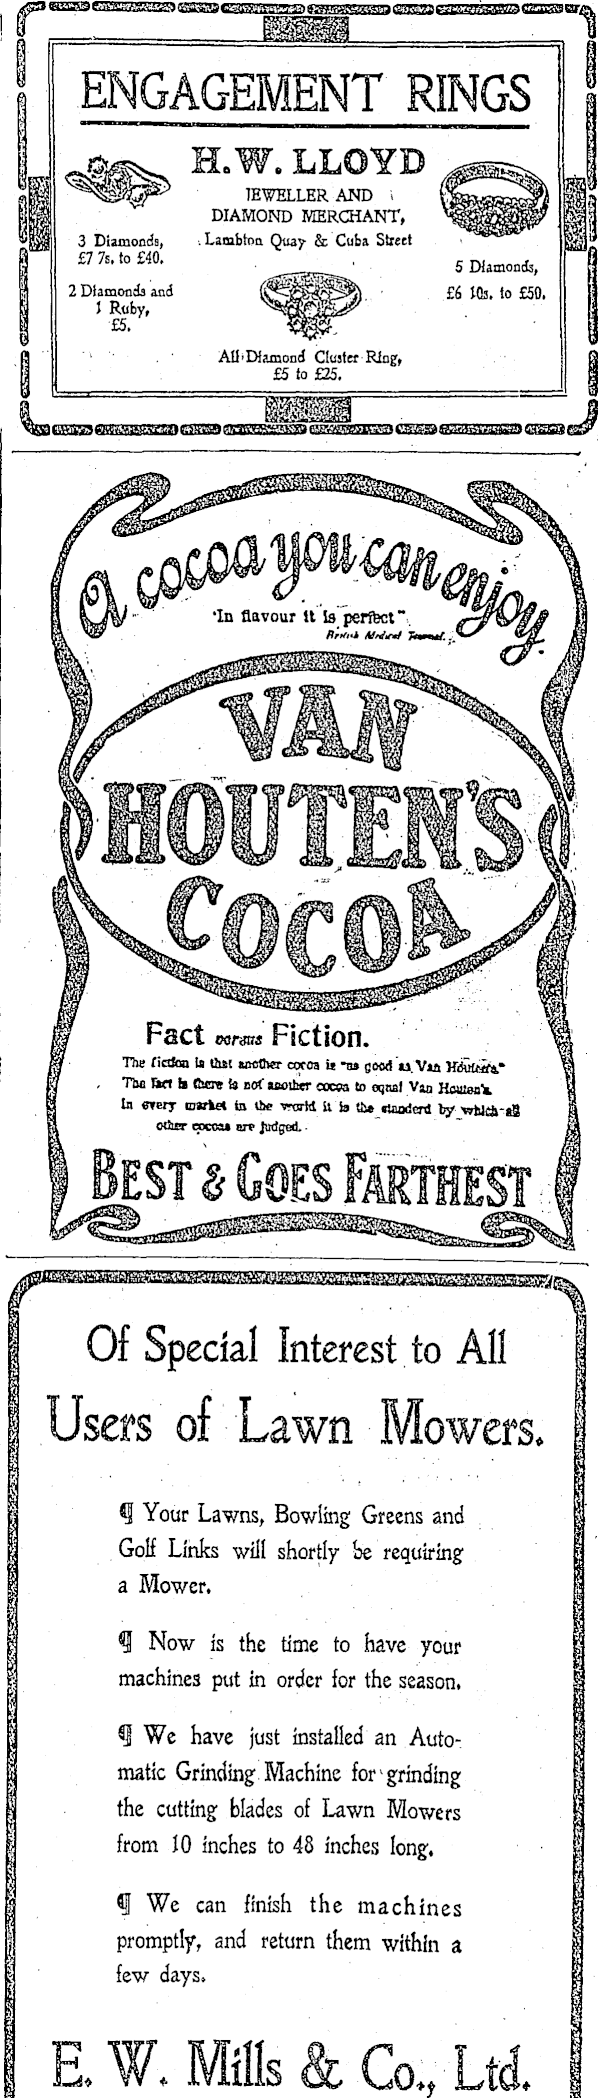 ENGAGEMENT RINGS
H. W. LLOYD
JEWELLER AND
DIAMOND MERCHANT,
Lambton Quay & Cuba Street
3 Diamonds,
£7 7s. to £40.
2 Diamonds and
1 Ruby,
£5.
5 Diamonds,
£6 10s. to £50.
All Diamond Cluster Ring,
£5 to £25.
A cocoa you can enjoy.
"In flavour it is perfect"
British Medical Journal.
VAN
HOUTEN'S
COCOA
Fact versus Fiction.
The fiction is that another cocoa is "as good as Van Houten's"
The fact is there is not another cocoa to equal Van Houten's
In every market in the world it is the standerd by which all
other cocoas are judged.
BEST & GOES FARTHEST
Of Special Interest to All
Users of Lawn Mowers.
¶ Your Lawns, Bowling Greens and
Golf Links will shortly be requiring
a Mower.
¶ Now is the time to have your
machines put in order for the season.
¶ We have just installed an Auto-
matic Grinding Machine for grinding
the cutting blades of Lawn Mowers
from 10 inches to 48 inches long.
¶ We can finish the machines
promptly, and return them within a
few days.
E. W. Mills & Co., Ltd.